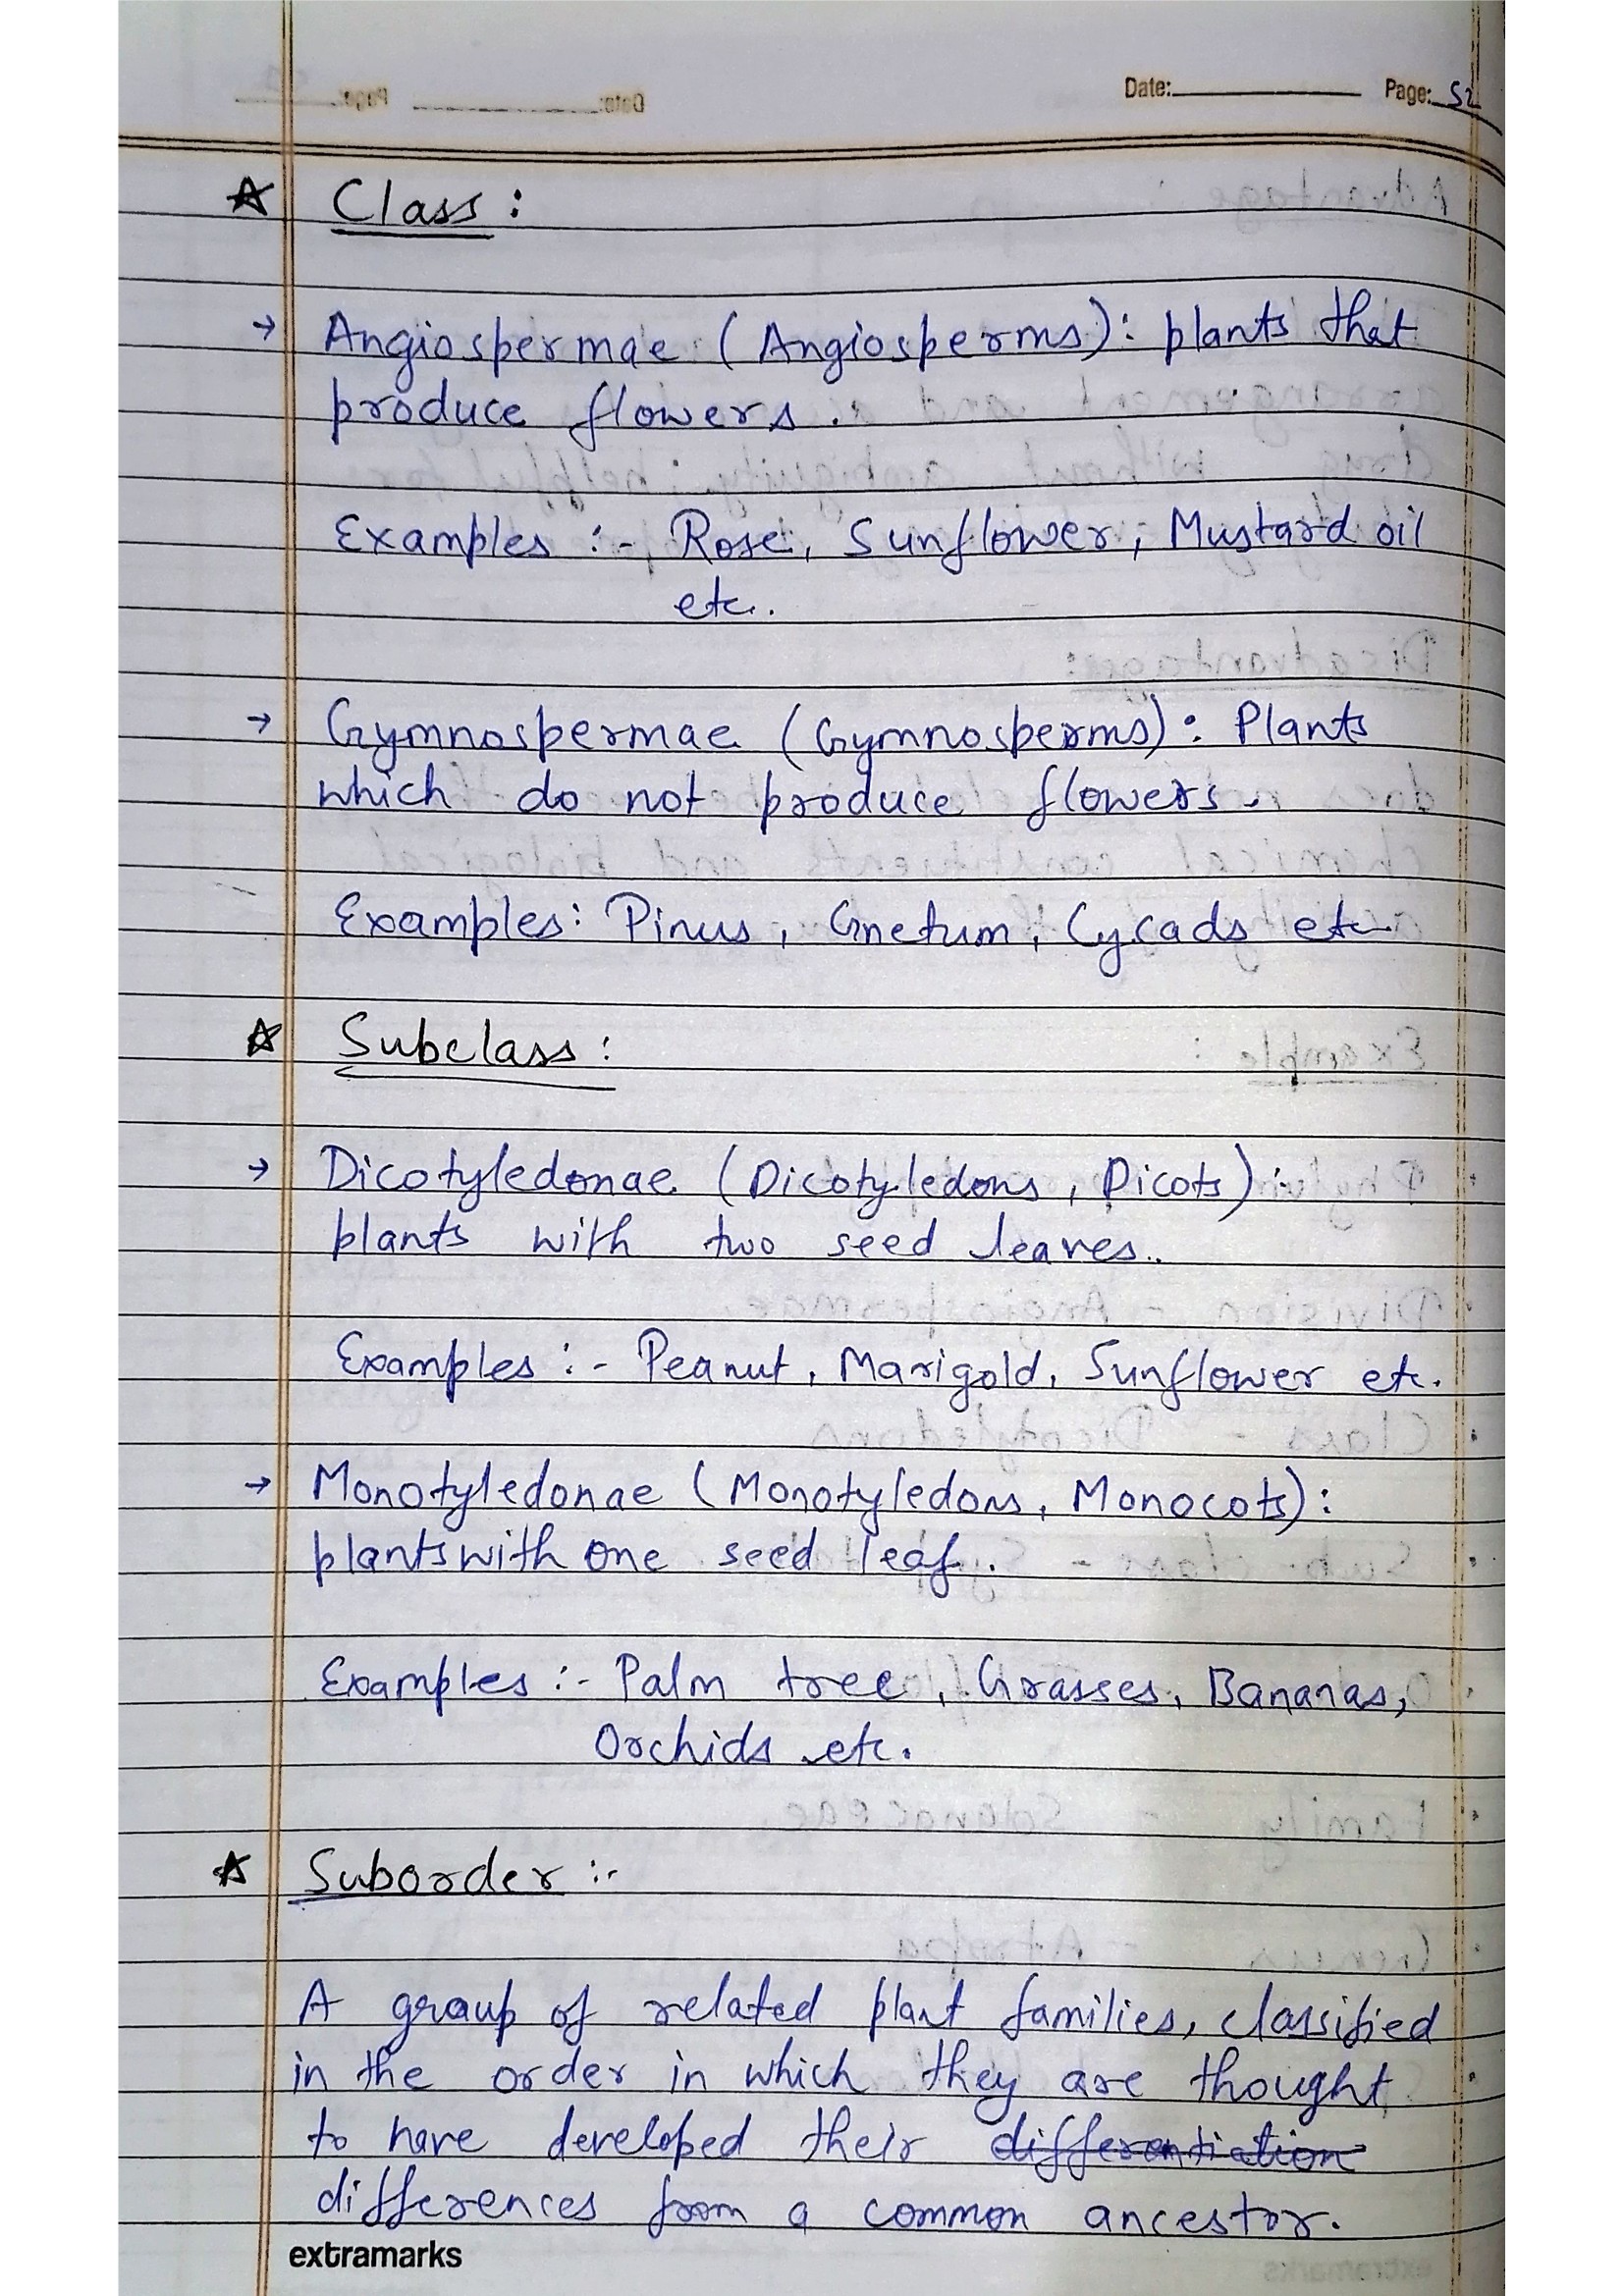 Date: Page: 52
☆ Class :
→ Angiospermae (Angiosperms): plants that
produce flowers.
Examples :- Rose, Sunflower, Mustard oil
etc.
→ Gymnospermae (Gymnosperms): Plants
which do not produce flowers.
Examples: Pinus, Gnetum, Cycads etc
☆ Subclass :
→ Dicotyledonae (Dicotyledons, Dicots) :-
plants with two seed leaves.
Examples :- Peanut, Marigold, Sunflower etc.
→ Monotyledonae (Monotyledons, Monocots) :
plants with one seed leaf.
Examples :- Palm tree, Grasses, Bananas,
Orchids etc.
☆ Suborder :-
A group of related plant families, classified
in the order in which they are thought
to have developed their differentiation
differences from a common ancestor.
extramarks